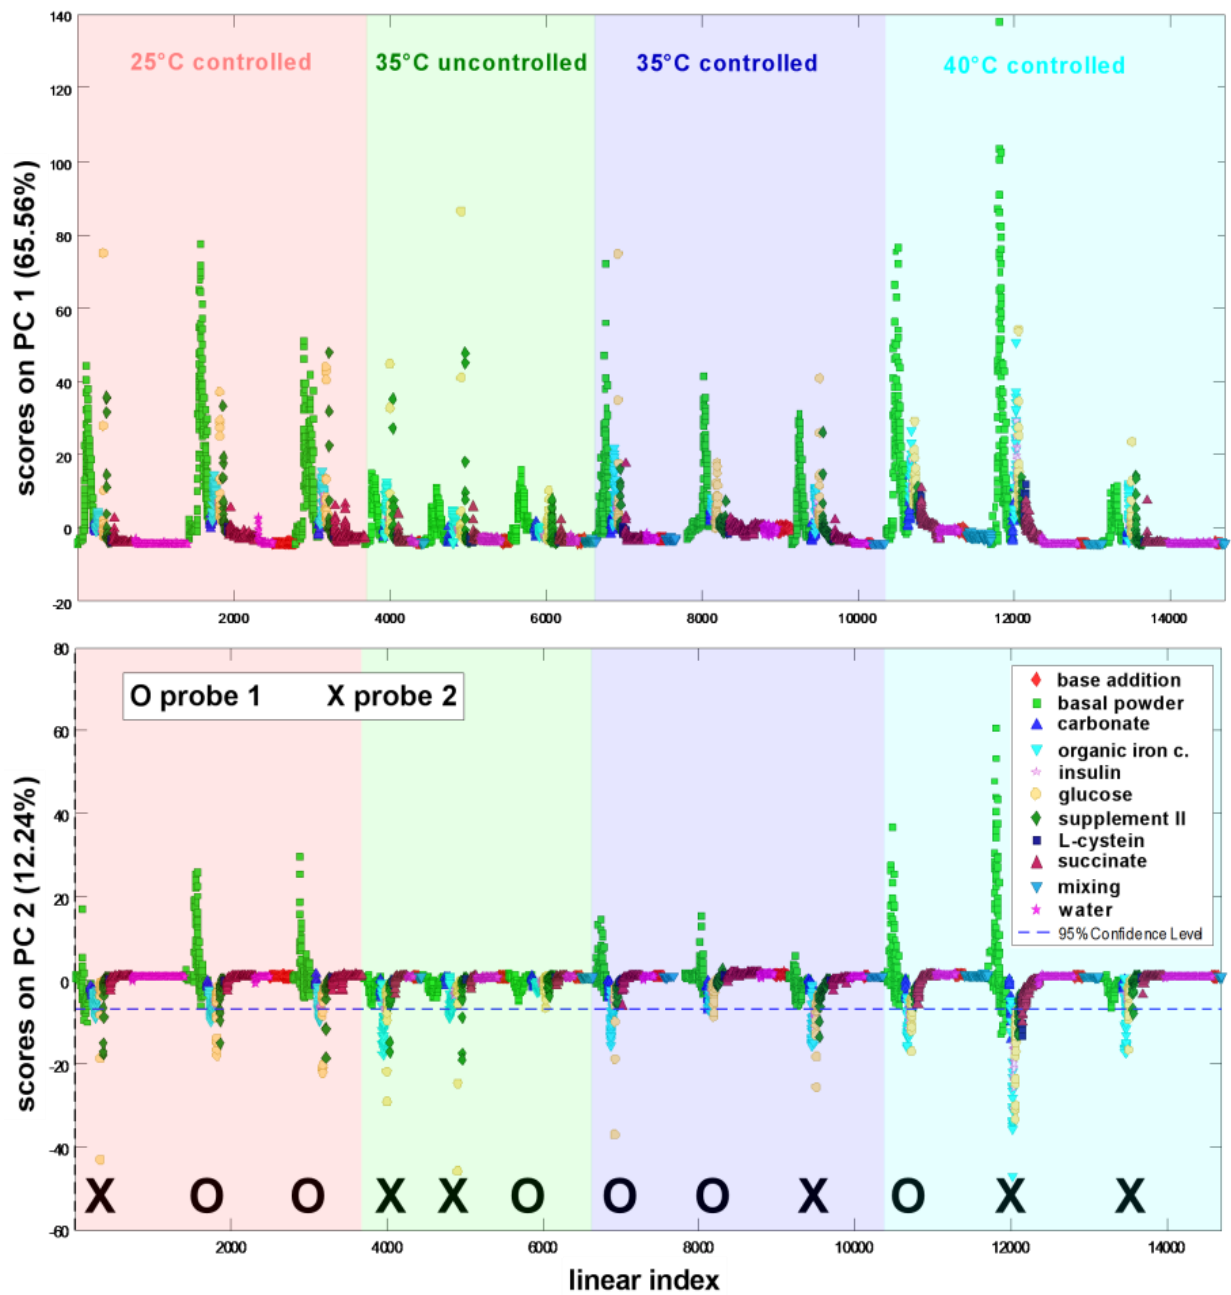 140
120
100
80
60
40
20
0
-20
scores on PC 1 (65.56%)
25°C controlled
35°C uncontrolled
35°C controlled
40°C controlled
2000
4000
6000
8000
10000
12000
14000
80
60
40
20
0
-20
-40
-60
scores on PC 2 (12.24%)
O probe 1 X probe 2
base addition
basal powder
carbonate
organic iron c.
insulin
glucose
supplement II
L-cystein
succinate
mixing
water
95% Confidence Level
X O O X X O O O X O X X
2000
4000
6000
8000
10000
12000
14000
linear index